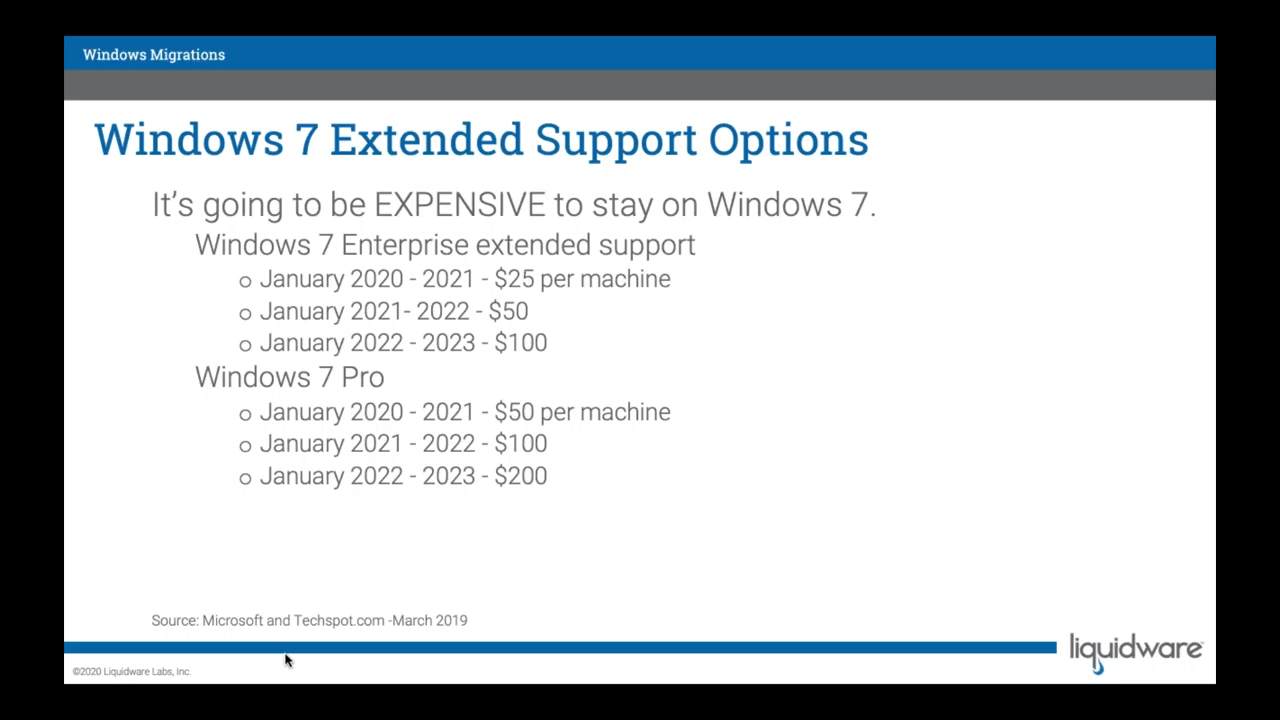 Windows Migrations
Windows 7 Extended Support Options
It's going to be EXPENSIVE to stay on Windows 7.
Windows 7 Enterprise extended support
o January 2020 - 2021 - $25 per machine
o January 2021- 2022 - $50
o January 2022 - 2023 - $100
Windows 7 Pro
o January 2020 - 2021 - $50 per machine
o January 2021 - 2022 - $100
o January 2022 - 2023 - $200
Source: Microsoft and Techspot.com -March 2019
liquidware
©2020 Liquidware Labs, Inc.